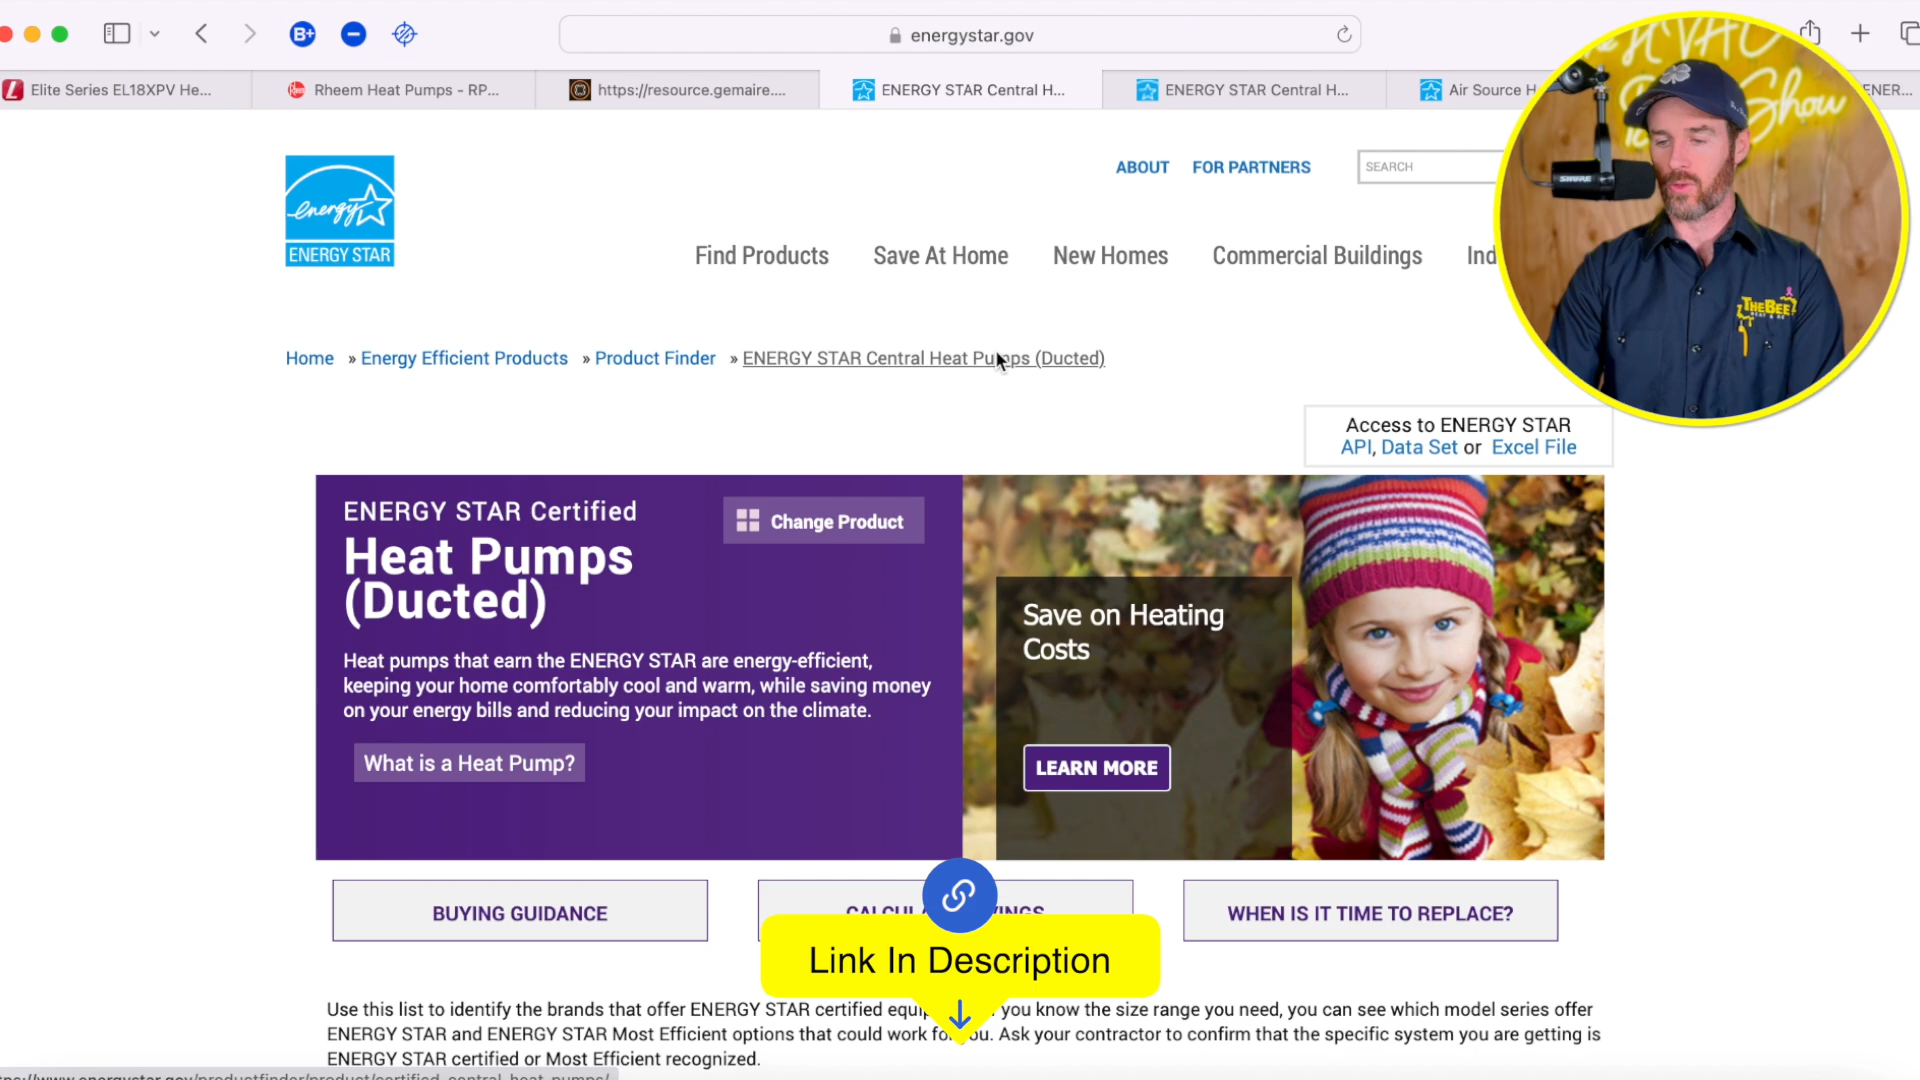 energystar.gov
Elite Series EL18XPV He...
Rheem Heat Pumps - RP...
https://resource.gemaire....
ENERGY STAR Central H...
ENERGY STAR Central H...
Air Source H
ENER...
HVAC
Show
SHURE
THEBEE
energy
ENERGY STAR
ABOUT
FOR PARTNERS
SEARCH
Find Products
Save At Home
New Homes
Commercial Buildings
Ind
Home » Energy Efficient Products » Product Finder » ENERGY STAR Central Heat Pumps (Ducted)
Access to ENERGY STAR
API, Data Set or Excel File
ENERGY STAR Certified
Change Product
Heat Pumps
(Ducted)
Heat pumps that earn the ENERGY STAR are energy-efficient,
keeping your home comfortably cool and warm, while saving money
on your energy bills and reducing your impact on the climate.
What is a Heat Pump?
Save on Heating
Costs
LEARN MORE
BUYING GUIDANCE
WHEN IS IT TIME TO REPLACE?
Link In Description
Use this list to identify the brands that offer ENERGY STAR certified equi you know the size range you need, you can see which model series offer
ENERGY STAR and ENERGY STAR Most Efficient options that could work fo ou. Ask your contractor to confirm that the specific system you are getting is
ENERGY STAR certified or Most Efficient recognized.